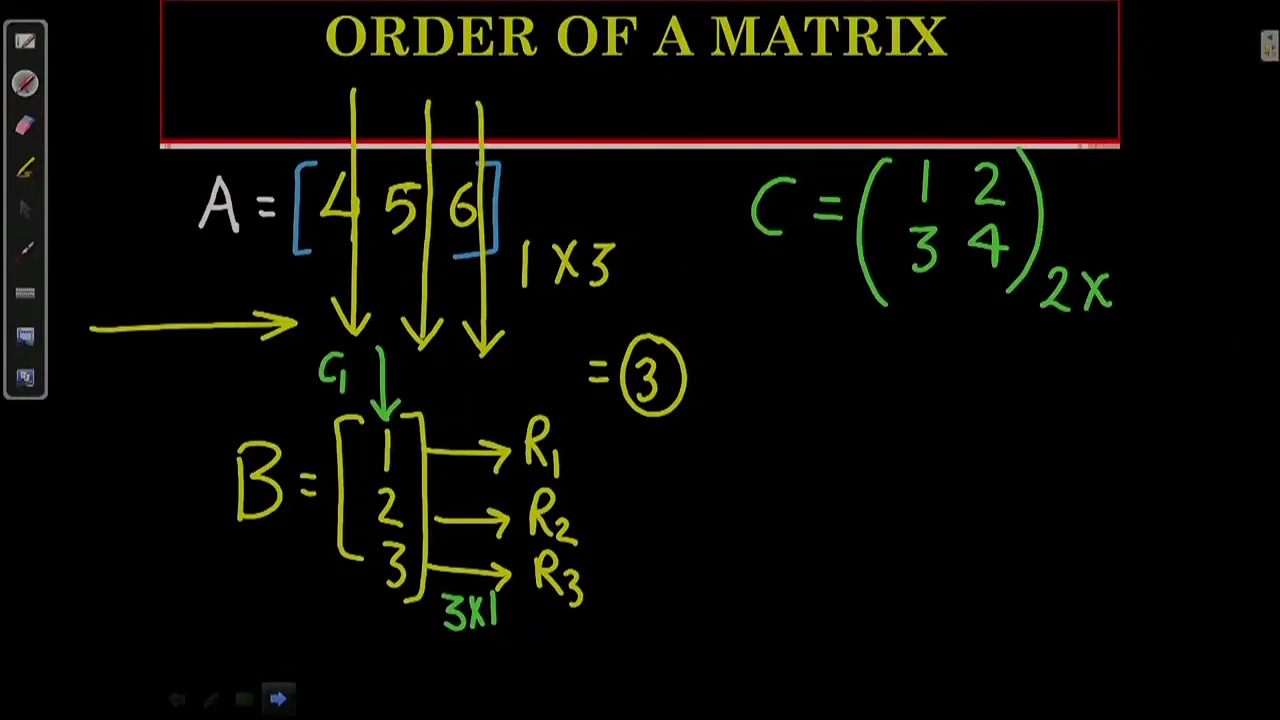 ORDER OF A MATRIX
A = [ 4 5 6 ] 1 X 3
= 3
C1
B = [ 1 2 3 ] 3X1
R1
R2
R3
C = ( 1 2
3 4 ) 2 X